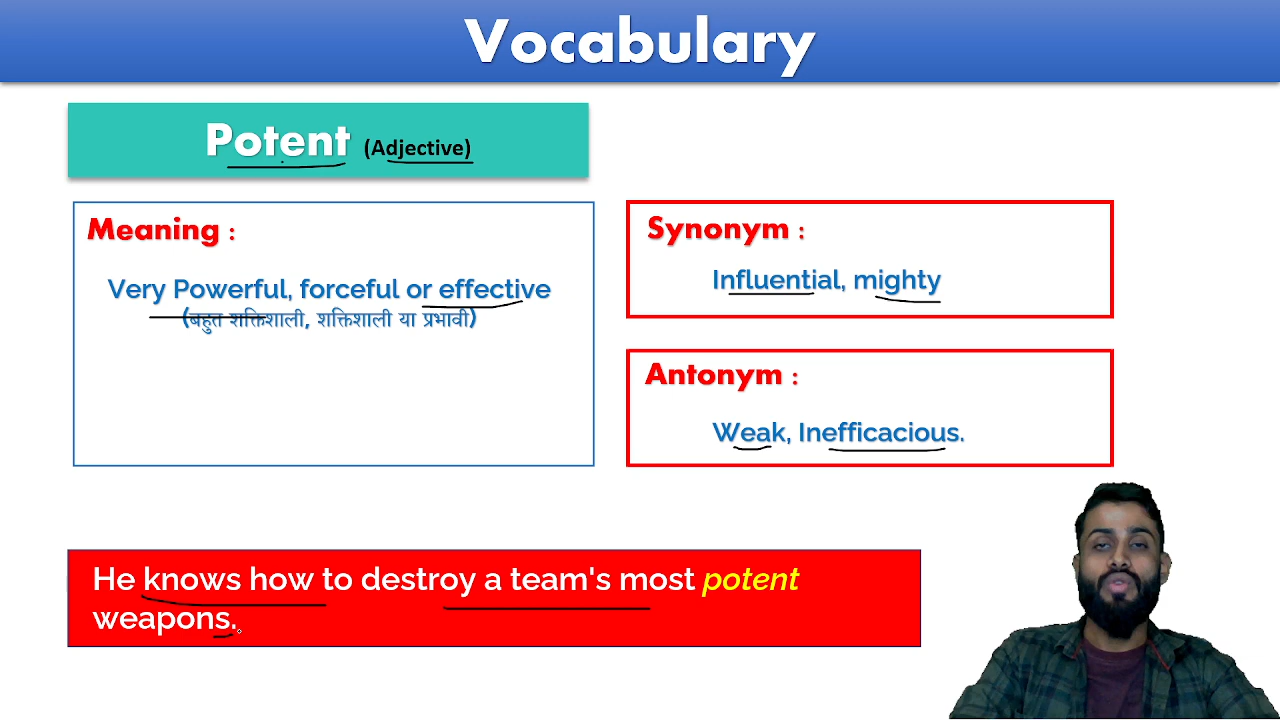 Vocabulary
Potent (Adjective)
Meaning :
Very Powerful, forceful or effective
(बहुत शक्तिशाली, शक्तिशाली या प्रभावी)
Synonym :
Influential, mighty
Antonym :
Weak, Inefficacious.
He knows how to destroy a team's most potent
weapons.